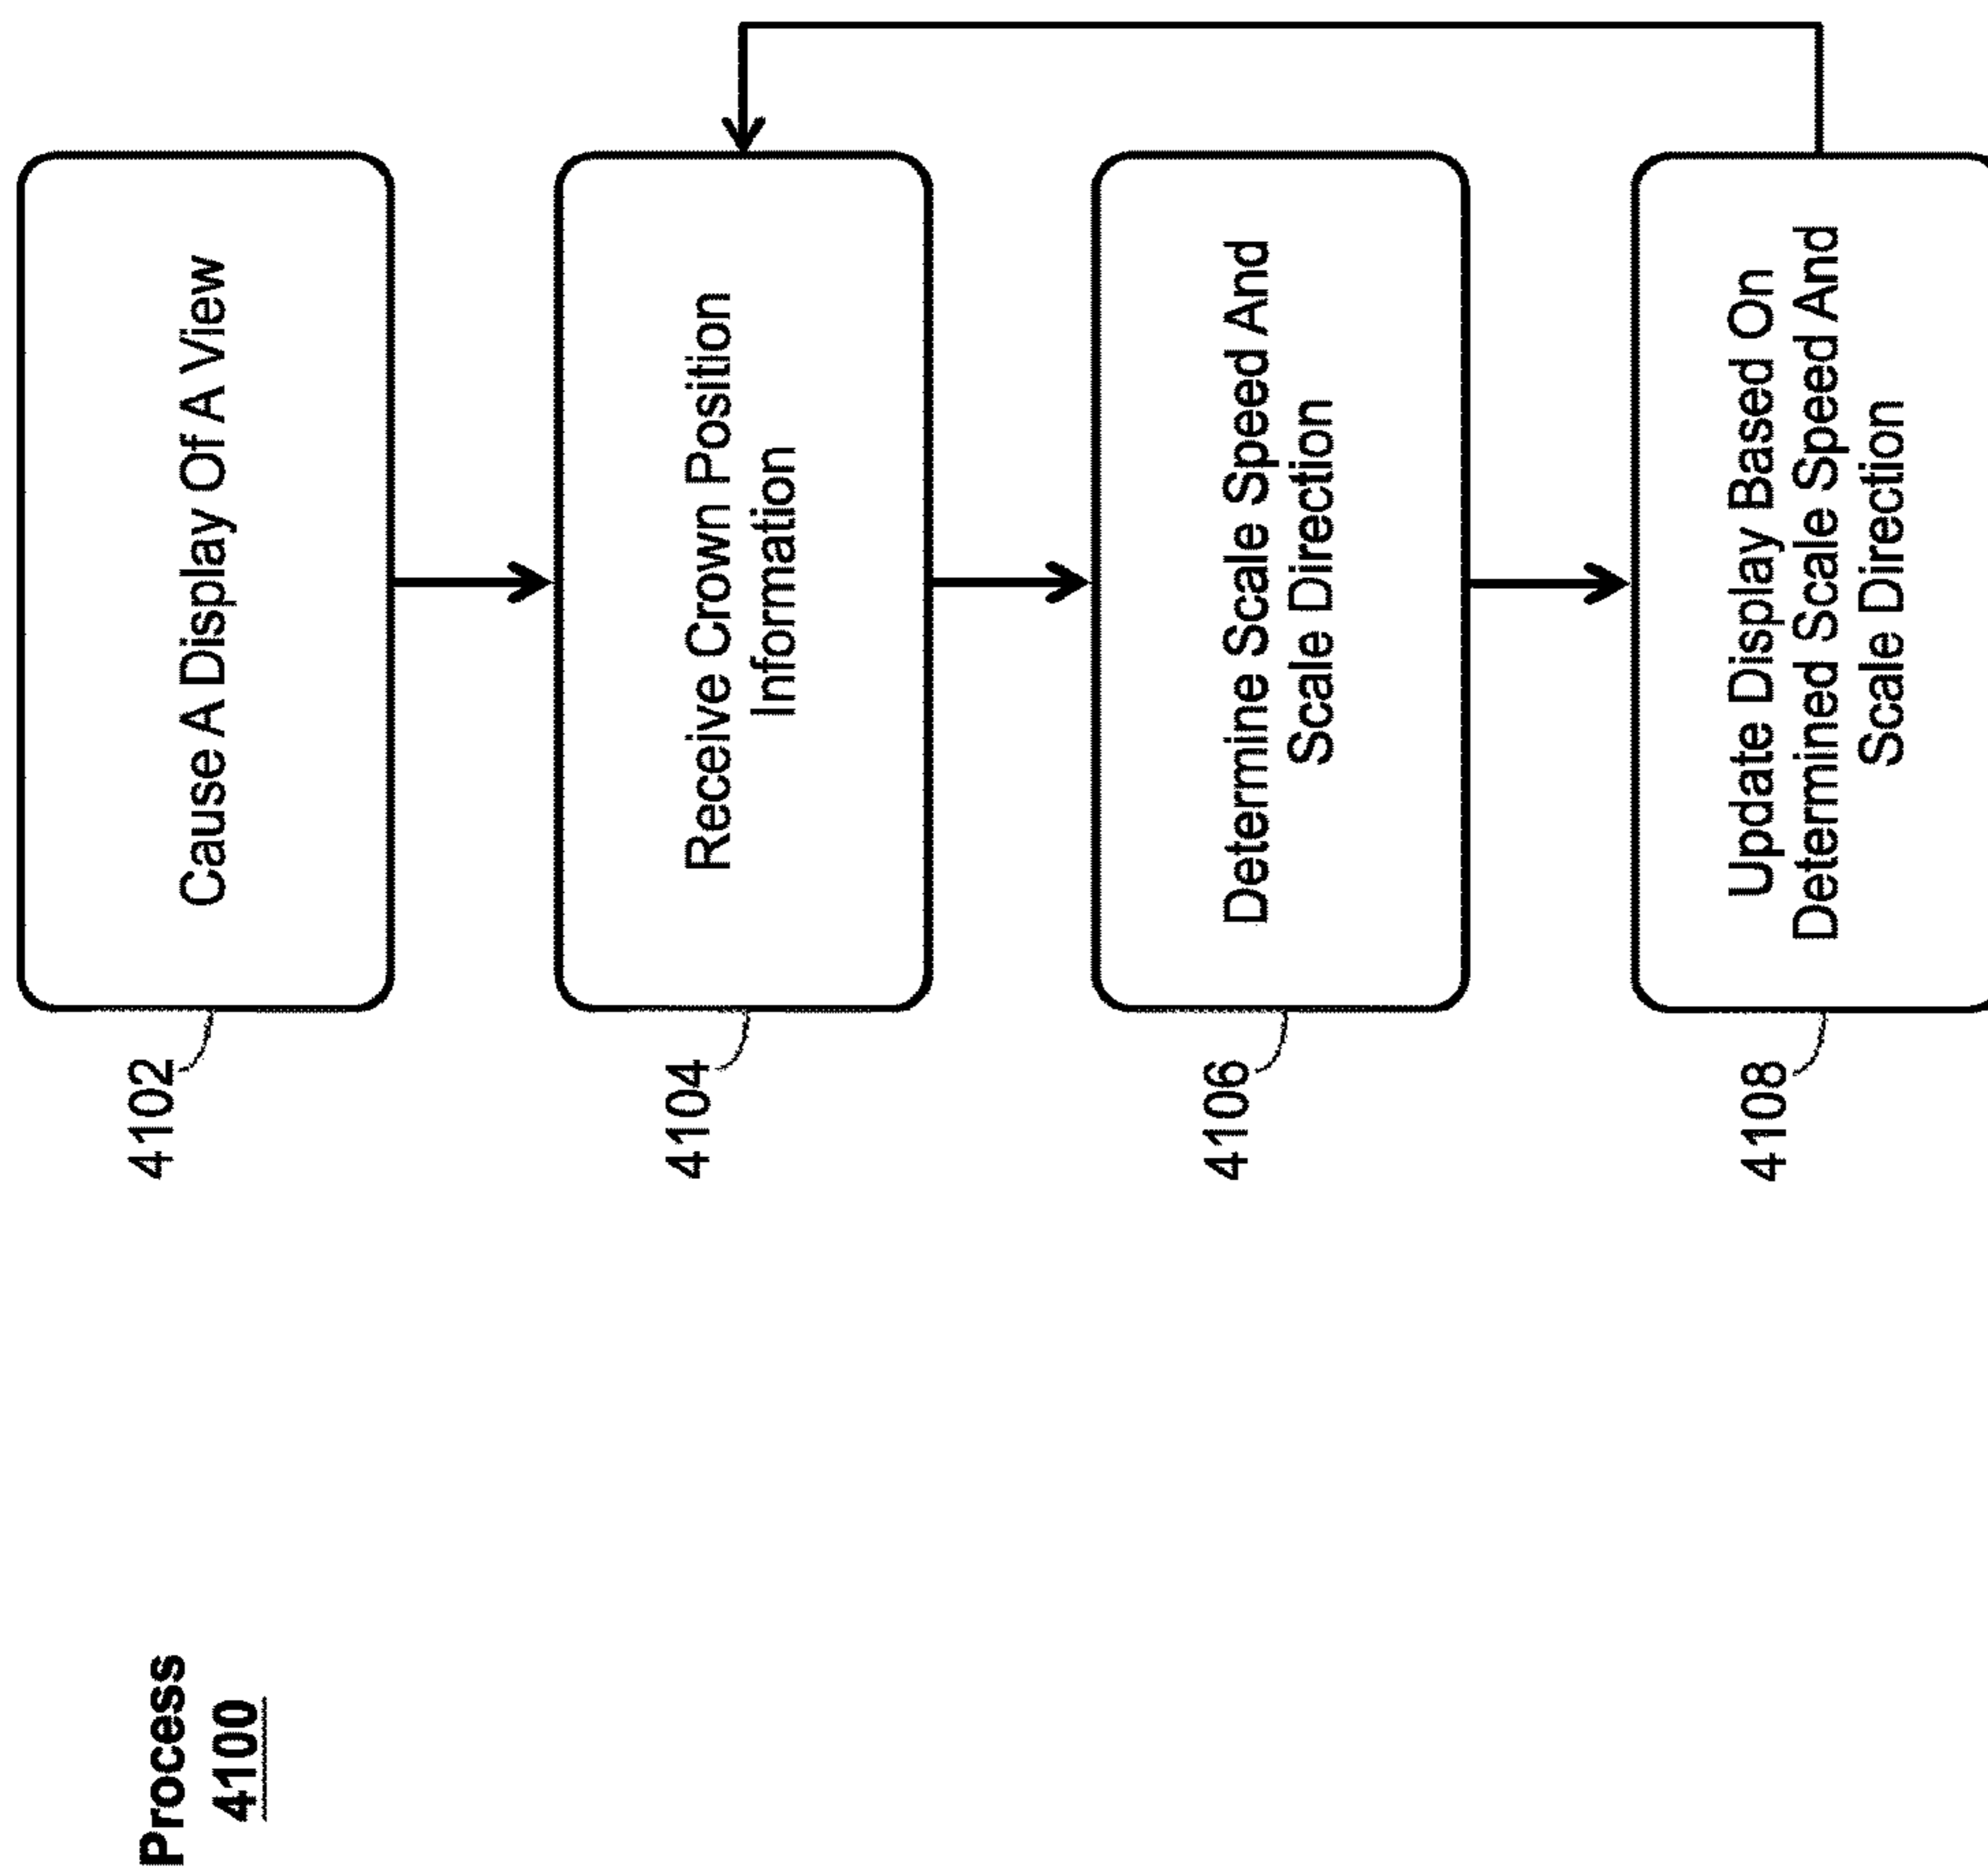 Process
4100
4102
Cause A Display Of A View
4104
Receive Crown Position
Information
4106
Determine Scale Speed And
Scale Direction
4108
Update Display Based On
Determined Scale Speed And
Scale Direction